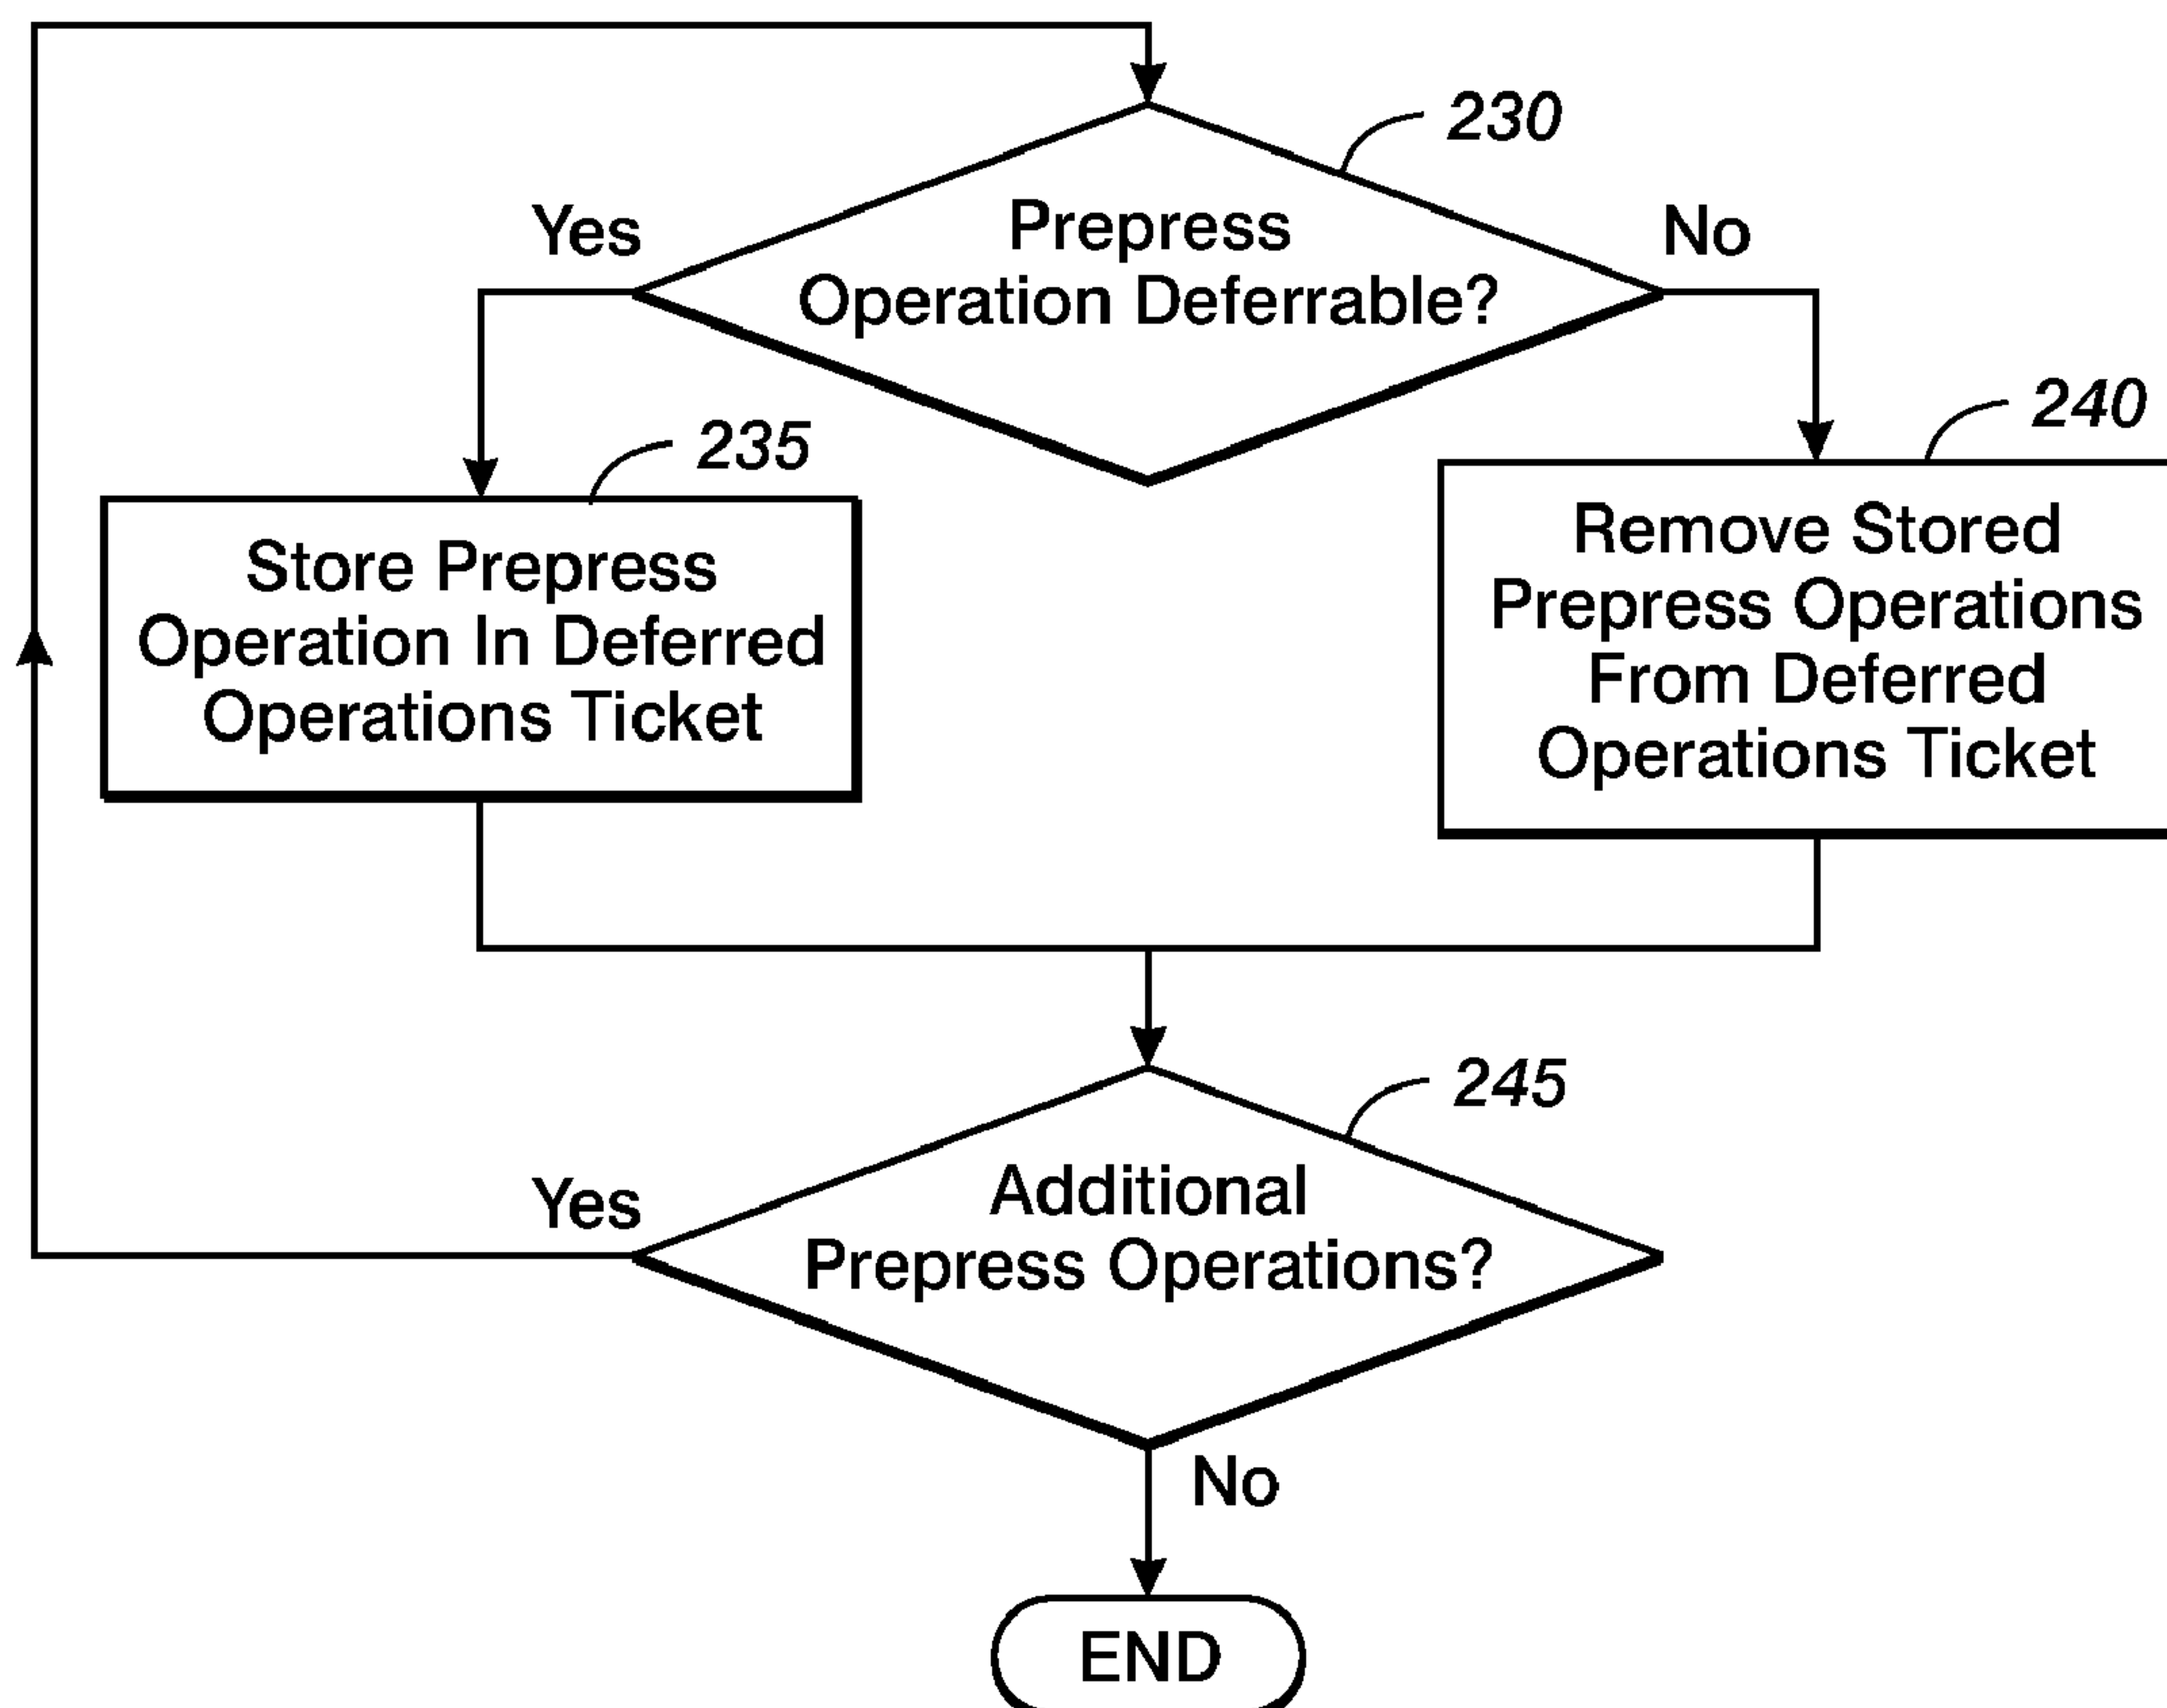 230
Prepress
Operation Deferrable?
Yes
No
235
Store Prepress
Operation In Deferred
Operations Ticket
240
Remove Stored
Prepress Operations
From Deferred
Operations Ticket
245
Additional
Prepress Operations?
Yes
No
END